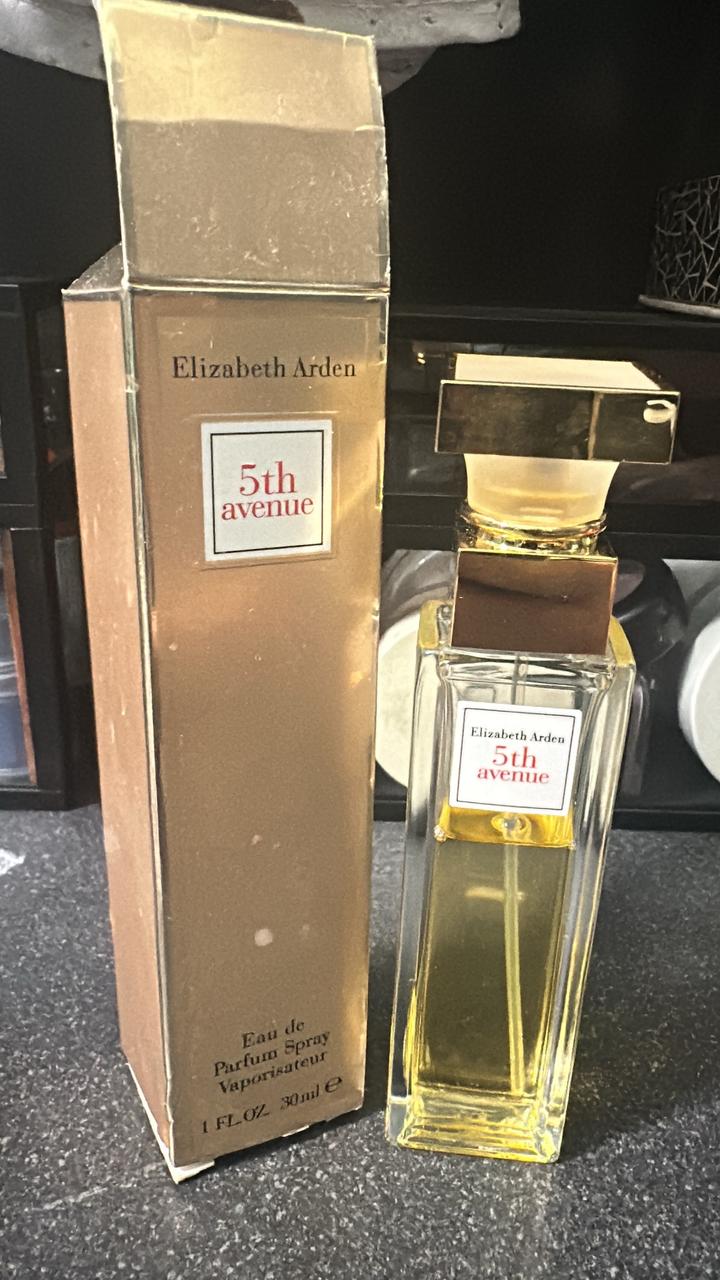 Elizabeth Arden
5th
avenue
Eau de
Parfum Spray
Vaporisateur
1 FL.OZ. 30ml ℮
Elizabeth Arden
5th
avenue